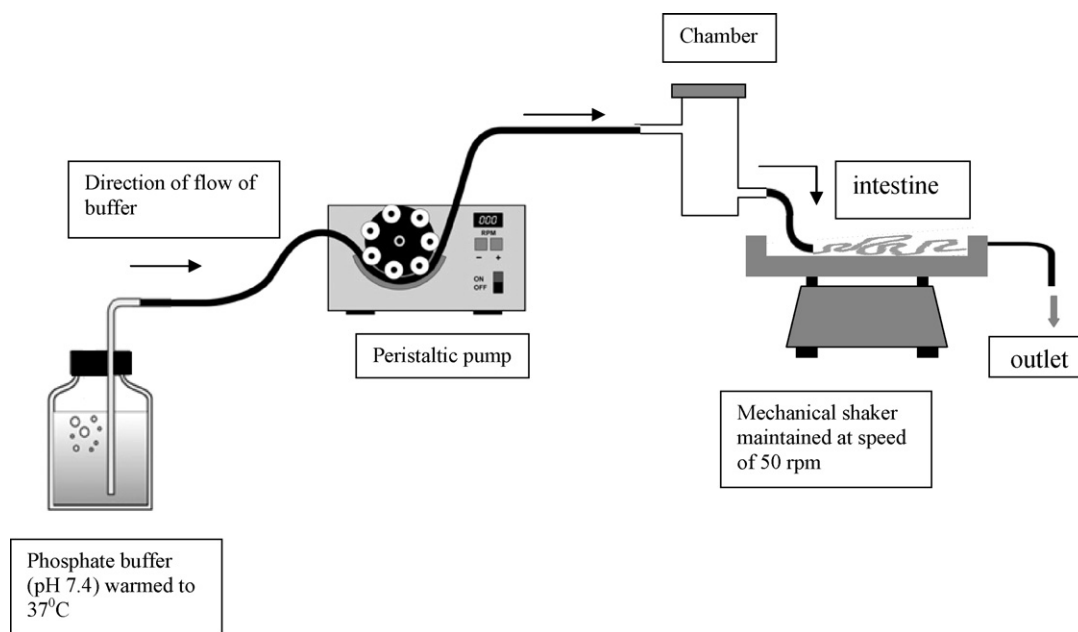 Chamber
Direction of flow of
buffer
intestine
000
RPM
− +
ON
OFF
Peristaltic pump
outlet
Mechanical shaker
maintained at speed
of 50 rpm
Phosphate buffer
(pH 7.4) warmed to
37⁰C